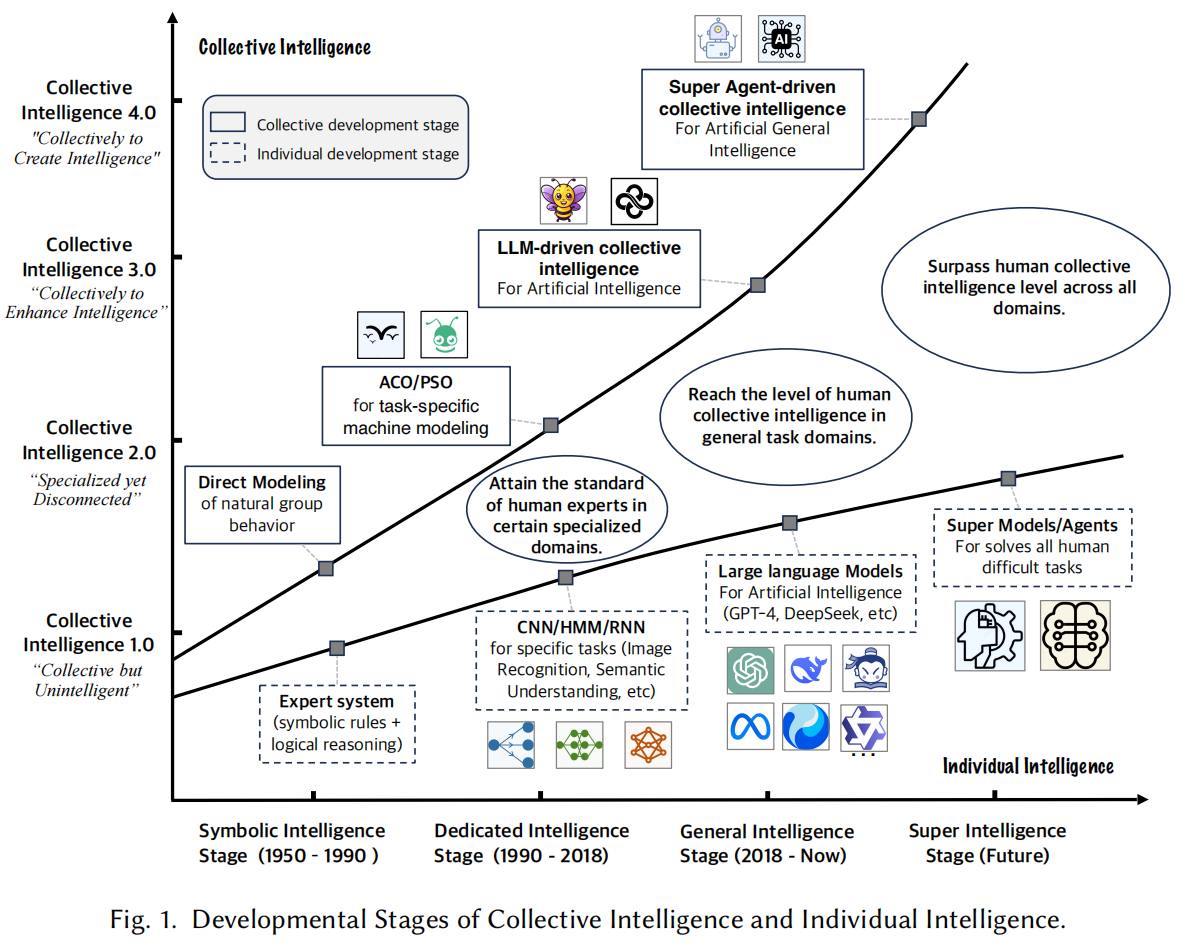 Collective Intelligence
Collective
Intelligence 4.0
"Collectively to
Create Intelligence"
Collective
Intelligence 3.0
“Collectively to
Enhance Intelligence”
Collective
Intelligence 2.0
“Specialized yet
Disconnected”
Collective
Intelligence 1.0
“Collective but
Unintelligent”
Collective development stage
Individual development stage
AI
Super Agent-driven
collective intelligence
For Artificial General
Intelligence
LLM-driven collective
intelligence
For Artificial Intelligence
ACO/PSO
for task-specific
machine modeling
Direct Modeling
of natural group
behavior
Surpass human collective
intelligence level across all
domains.
Reach the level of human
collective intelligence in
general task domains.
Attain the standard
of human experts in
certain specialized
domains.
Expert system
(symbolic rules +
logical reasoning)
CNN/HMM/RNN
for specific tasks (Image
Recognition, Semantic
Understanding, etc)
Large language Models
For Artificial Intelligence
(GPT-4, DeepSeek, etc)
...
Super Models/Agents
For solves all human
difficult tasks
Individual Intelligence
Symbolic Intelligence
Stage (1950 - 1990 )
Dedicated Intelligence
Stage (1990 - 2018)
General Intelligence
Stage (2018 - Now)
Super Intelligence
Stage (Future)
Fig. 1. Developmental Stages of Collective Intelligence and Individual Intelligence.